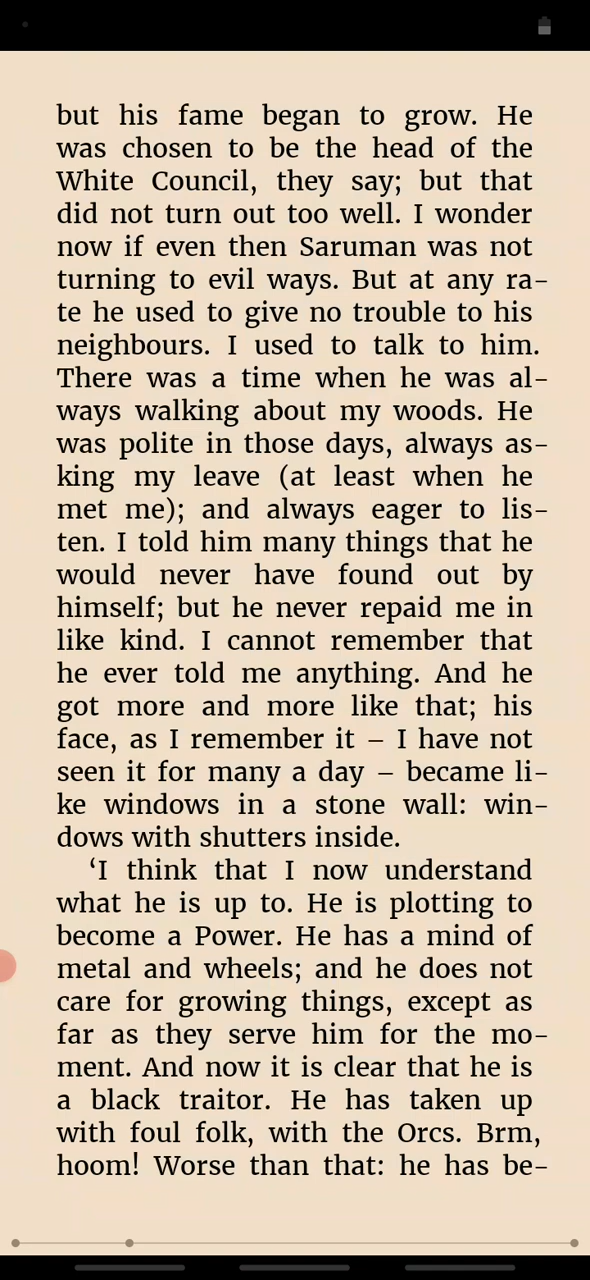 but his fame began to grow. He
was chosen to be the head of the
White Council, they say; but that
did not turn out too well. I wonder
now if even then Saruman was not
turning to evil ways. But at any ra-
te he used to give no trouble to his
neighbours. I used to talk to him.
There was a time when he was al-
ways walking about my woods. He
was polite in those days, always as-
king my leave (at least when he
met me); and always eager to lis-
ten. I told him many things that he
would never have found out by
himself; but he never repaid me in
like kind. I cannot remember that
he ever told me anything. And he
got more and more like that; his
face, as I remember it – I have not
seen it for many a day – became li-
ke windows in a stone wall: win-
dows with shutters inside.
‘I think that I now understand
what he is up to. He is plotting to
become a Power. He has a mind of
metal and wheels; and he does not
care for growing things, except as
far as they serve him for the mo-
ment. And now it is clear that he is
a black traitor. He has taken up
with foul folk, with the Orcs. Brm,
hoom! Worse than that: he has be-